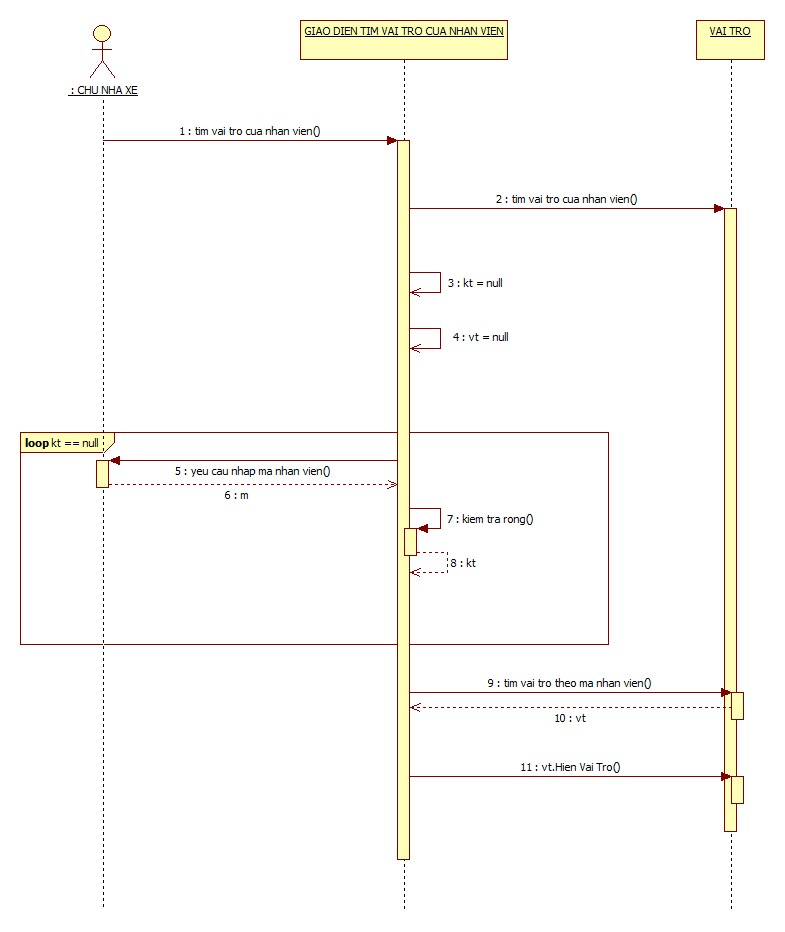 GIAO DIEN TIM VAI TRO CUA NHAN VIEN
VAI TRO
: CHU NHA XE
1 : tim vai tro cua nhan vien()
2 : tim vai tro cua nhan vien()
3 : kt = null
4 : vt = null
loop kt == null
5 : yeu cau nhap ma nhan vien()
6 : m
7 : kiem tra rong()
8 : kt
9 : tim vai tro theo ma nhan vien()
10 : vt
11 : vt.Hien Vai Tro()